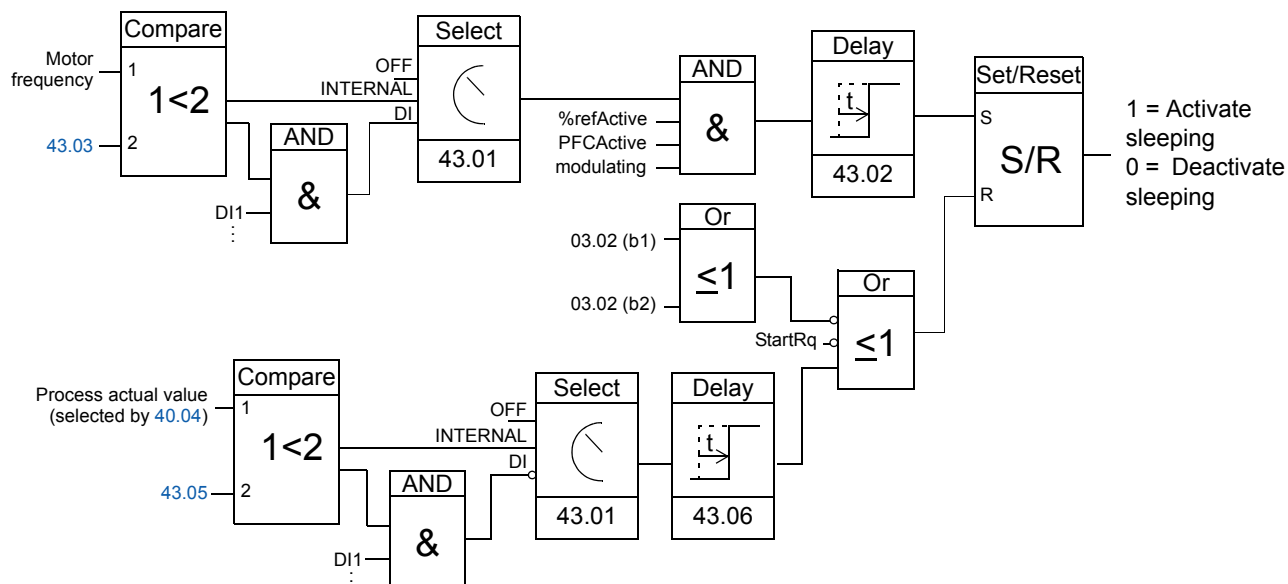 Compare
Motor
frequency
1
1<2
43.03
2
AND
&
DI1
⋮
Select
OFF
INTERNAL
DI
43.01
AND
%refActive
PFCActive
modulating
&
Delay
t
43.02
Set/Reset
S
S/R
R
1 = Activate
sleeping
0 = Deactivate
sleeping
Or
03.02 (b1)
≤1
03.02 (b2)
Or
StartRq
≤1
Compare
Process actual value
(selected by 40.04)
1
1<2
43.05
2
AND
&
DI1
⋮
Select
OFF
INTERNAL
DI
43.01
Delay
t
43.06